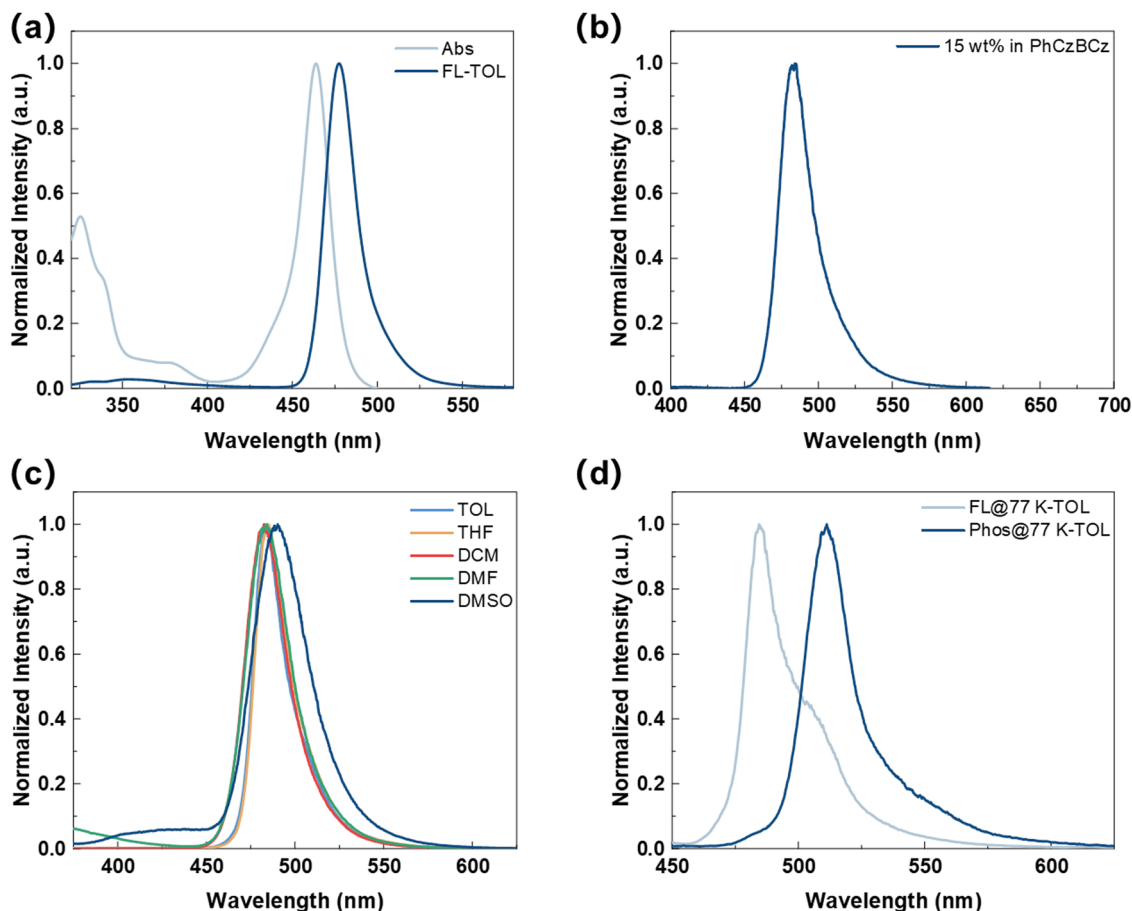 (a)
Abs
FL-TOL
Normalized Intensity (a.u.)
1.0
0.8
0.6
0.4
0.2
0.0
350 400 450 500 550
Wavelength (nm)
(b)
15 wt% in PhCzBCz
Normalized Intensity (a.u.)
1.0
0.8
0.6
0.4
0.2
0.0
400 450 500 550 600 650 700
Wavelength (nm)
(c)
TOL
THF
DCM
DMF
DMSO
Normalized Intensity (a.u.)
1.0
0.8
0.6
0.4
0.2
0.0
400 450 500 550 600
Wavelength (nm)
(d)
FL@77 K-TOL
Phos@77 K-TOL
Normalized Intensity (a.u.)
1.0
0.8
0.6
0.4
0.2
0.0
450 500 550 600
Wavelength (nm)